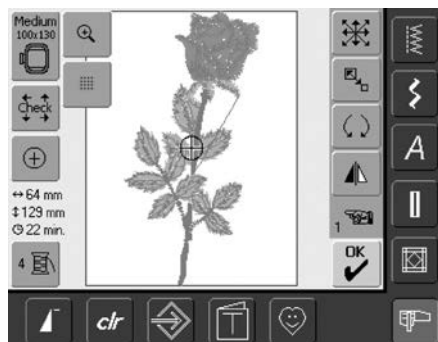 Medium
100x130
Check
↔ 64 mm
↕ 129 mm
22 min.
4
1
OK
A
clr
T